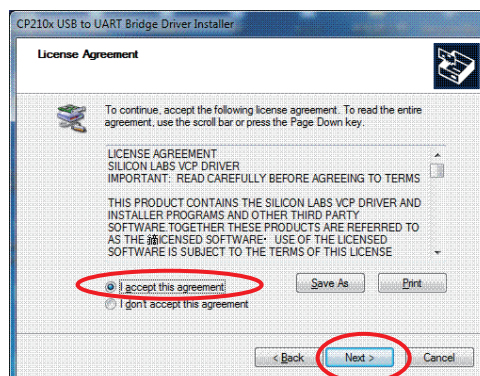 CP210x USB to UART Bridge Driver Installer
License Agreement
To continue, accept the following license agreement. To read the entire
agreement, use the scroll bar or press the Page Down key.
LICENSE AGREEMENT
SILICON LABS VCP DRIVER
IMPORTANT: READ CAREFULLY BEFORE AGREEING TO TERMS
THIS PRODUCT CONTAINS THE SILICON LABS VCP DRIVER AND
INSTALLER PROGRAMS AND OTHER THIRD PARTY
SOFTWARE.TOGETHER THESE PRODUCTS ARE REFERRED TO
AS THE SOFTWARE· USE OF THE LICENSED
SOFTWARE IS SUBJECT TO THE TERMS OF THIS LICENSE
I accept this agreement
I don't accept this agreement
Save As
Print
< Back
Next >
Cancel